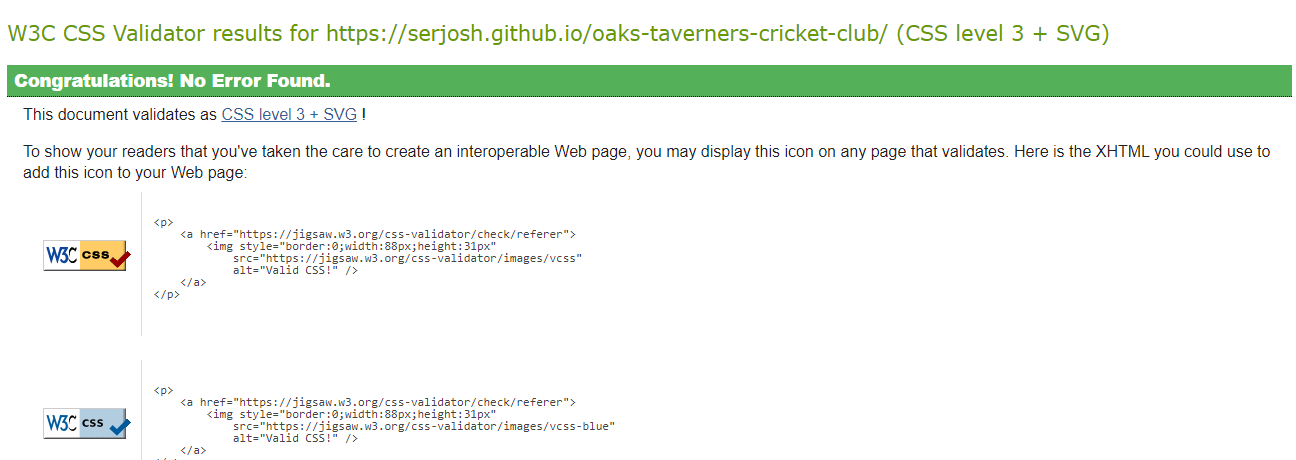 W3C CSS Validator results for https://serjosh.github.io/oaks-taverners-cricket-club/ (CSS level 3 + SVG)
Congratulations! No Error Found.
This document validates as CSS level 3 + SVG !
To show your readers that you've taken the care to create an interoperable Web page, you may display this icon on any page that validates. Here is the XHTML you could use to
add this icon to your Web page:
W3C css
<p>
    <a href="https://jigsaw.w3.org/css-validator/check/referer">
        <img style="border:0;width:88px;height:31px"
            src="https://jigsaw.w3.org/css-validator/images/vcss"
            alt="Valid CSS!" />
    </a>
</p>
W3C css
<p>
    <a href="https://jigsaw.w3.org/css-validator/check/referer">
        <img style="border:0;width:88px;height:31px"
            src="https://jigsaw.w3.org/css-validator/images/vcss-blue"
            alt="Valid CSS!" />
    </a>